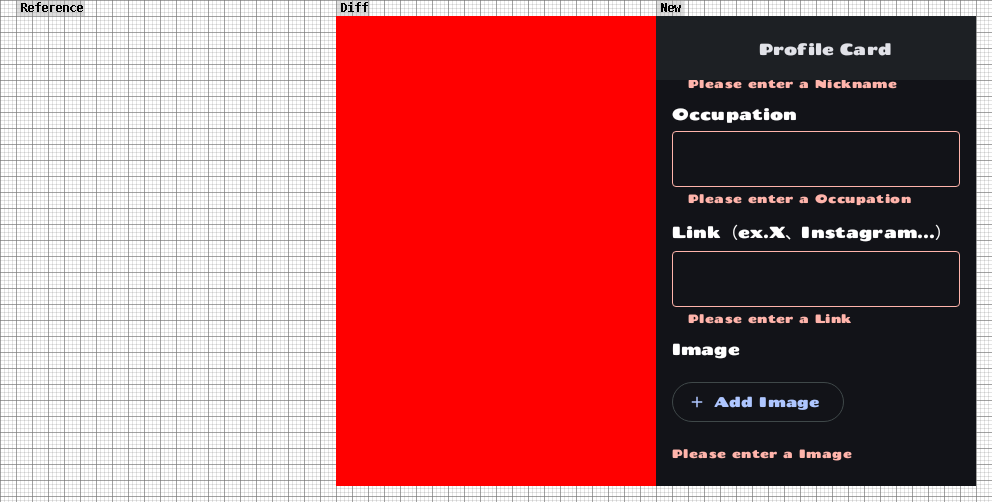 Reference
Diff
New
Profile Card
Please enter a Nickname
Occupation
Please enter a Occupation
Link（ex.X、Instagram...）
Please enter a Link
Image
+ Add Image
Please enter a Image